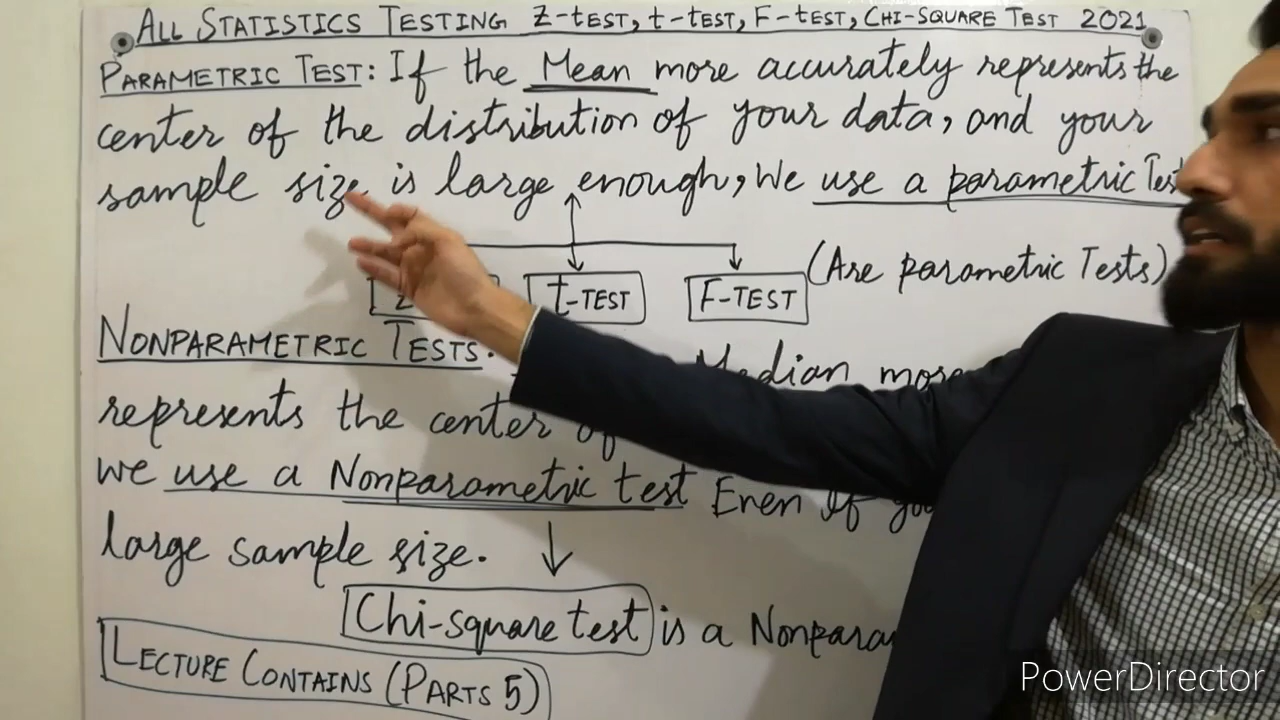 ALL STATISTICS TESTING Z-TEST, t-TEST, F-TEST, CHI-SQUARE TEST 2021
PARAMETRIC TEST: If the Mean more accurately represents the
center of the distribution of your data, and your
sample size is large enough, We use a parametric Test
t-TEST F-TEST (Are parametric Tests)
NONPARAMETRIC TESTS: Median more
represents the center of
we use a Nonparametric test Even If
large sample size.
Chi-square test is a
LECTURE CONTAINS (PARTS 5)
PowerDirector